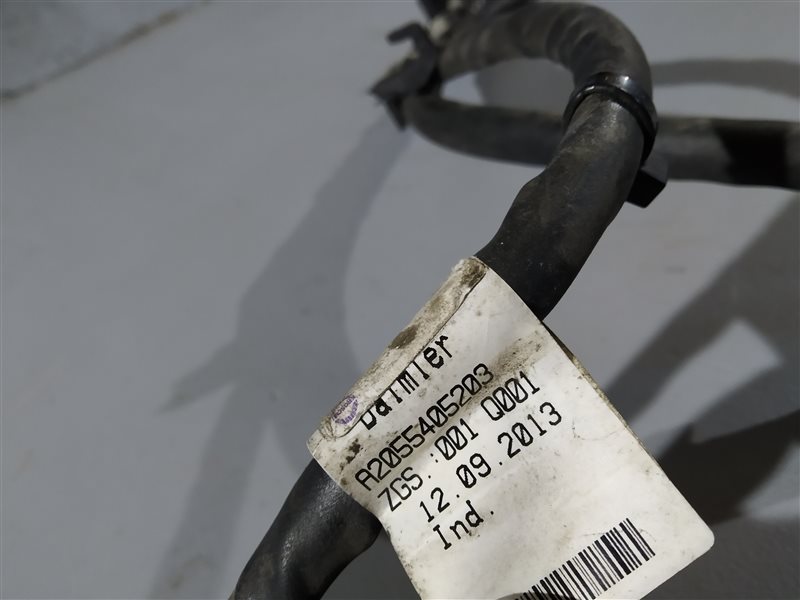 Daimler
A2055405203
ZGS.:001 Q001
12.09.2013
Ind.